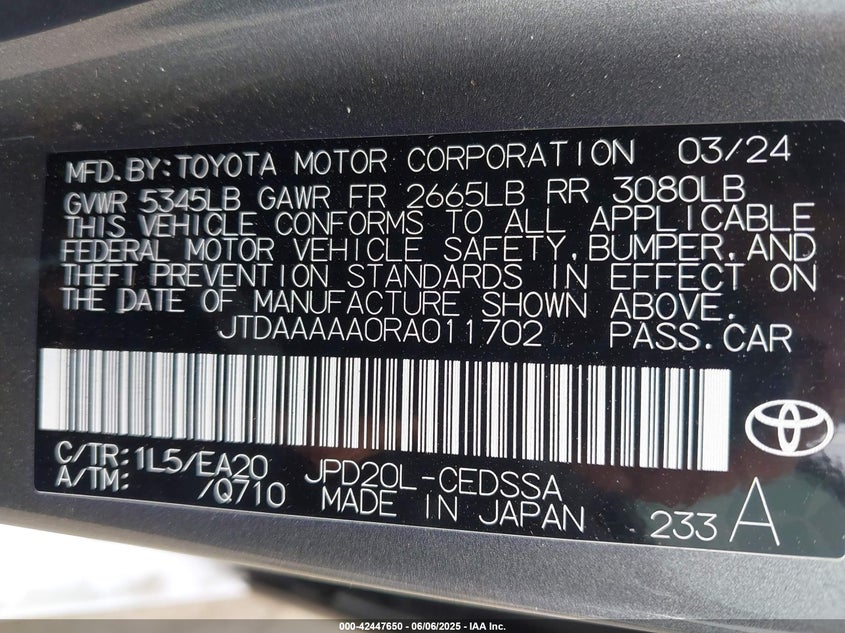 MFD.BY:TOYOTA MOTOR CORPORATION 03/24
GVWR 5345LB GAWR FR 2665LB RR 3080LB
THIS VEHICLE CONFORMS TO ALL APPLICABLE
FEDERAL MOTOR VEHICLE SAFETY,BUMPER,AND
THEFT PREVENTION STANDARDS IN EFFECT ON
THE DATE OF MANUFACTURE SHOWN ABOVE.
JTDAAAAA0RA011702 PASS.CAR
C/TR:1L5/EA20 JPD20L-CEDSSA
A/TM: /Q710 MADE IN JAPAN 233 A
000-42447650 - 06/06/2025 - IAA Inc.